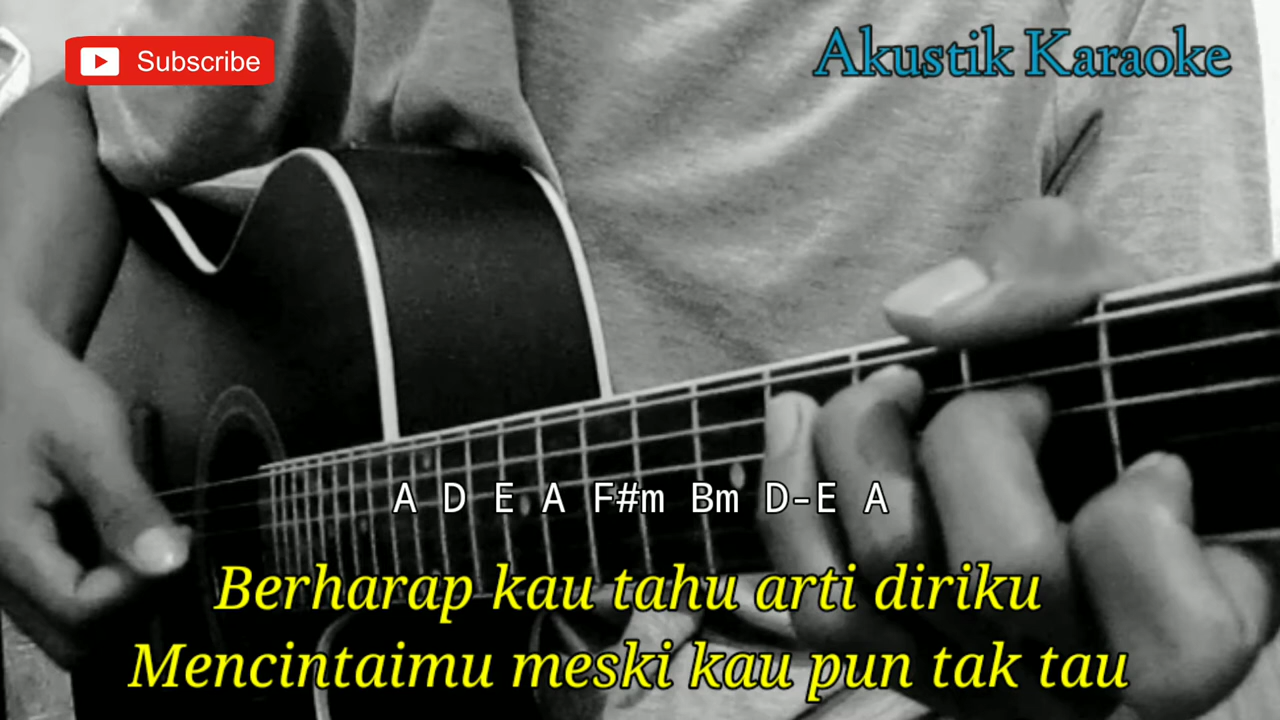 Subscribe
Akustik Karaoke
A D E A F#m Bm D-E A
Berharap kau tahu arti diriku
Mencintaimu meski kau pun tak tau